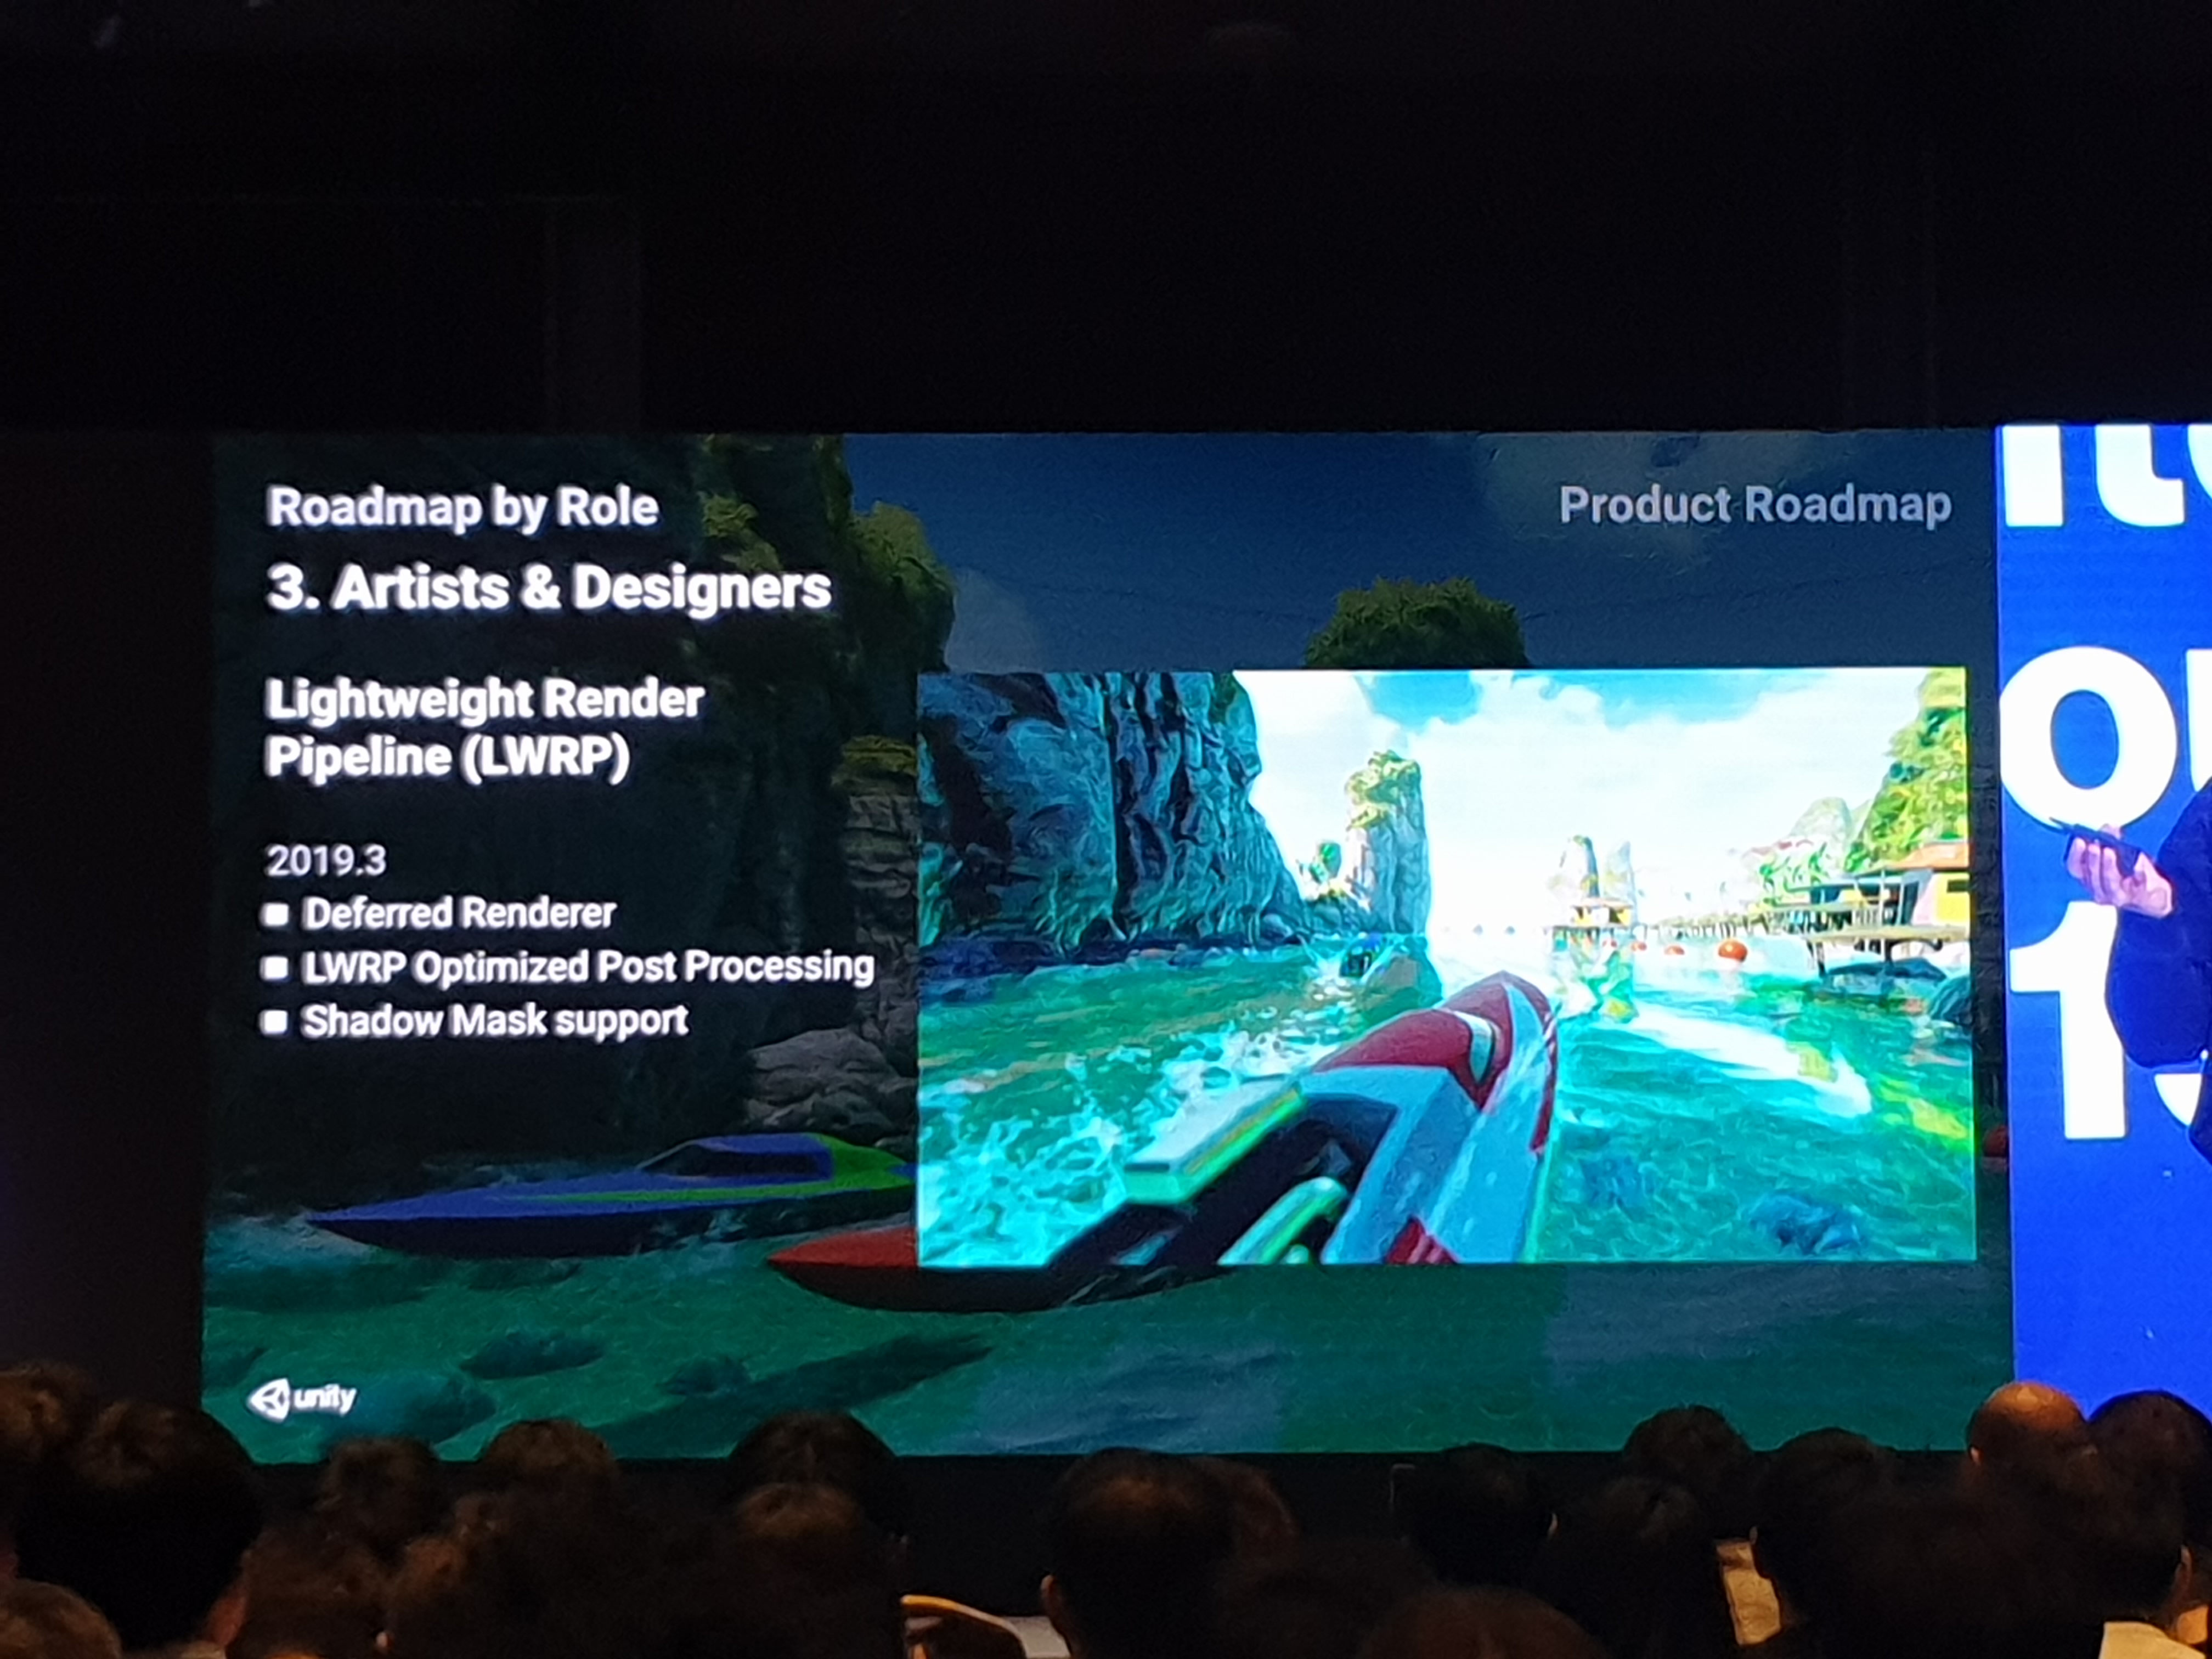 Roadmap by Role
Product Roadmap
3. Artists & Designers
Lightweight Render
Pipeline (LWRP)
2019.3
Deferred Renderer
LWRP Optimized Post Processing
Shadow Mask support
unity